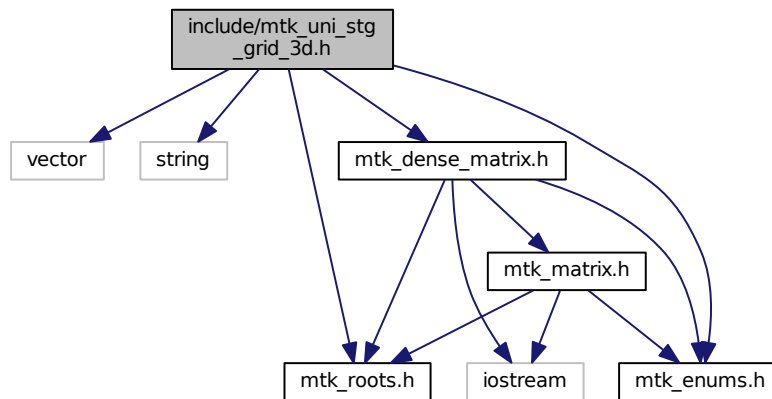 include/mtk_uni_stg
_grid_3d.h
vector
string
mtk_dense_matrix.h
mtk_matrix.h
mtk_roots.h
iostream
mtk_enums.h